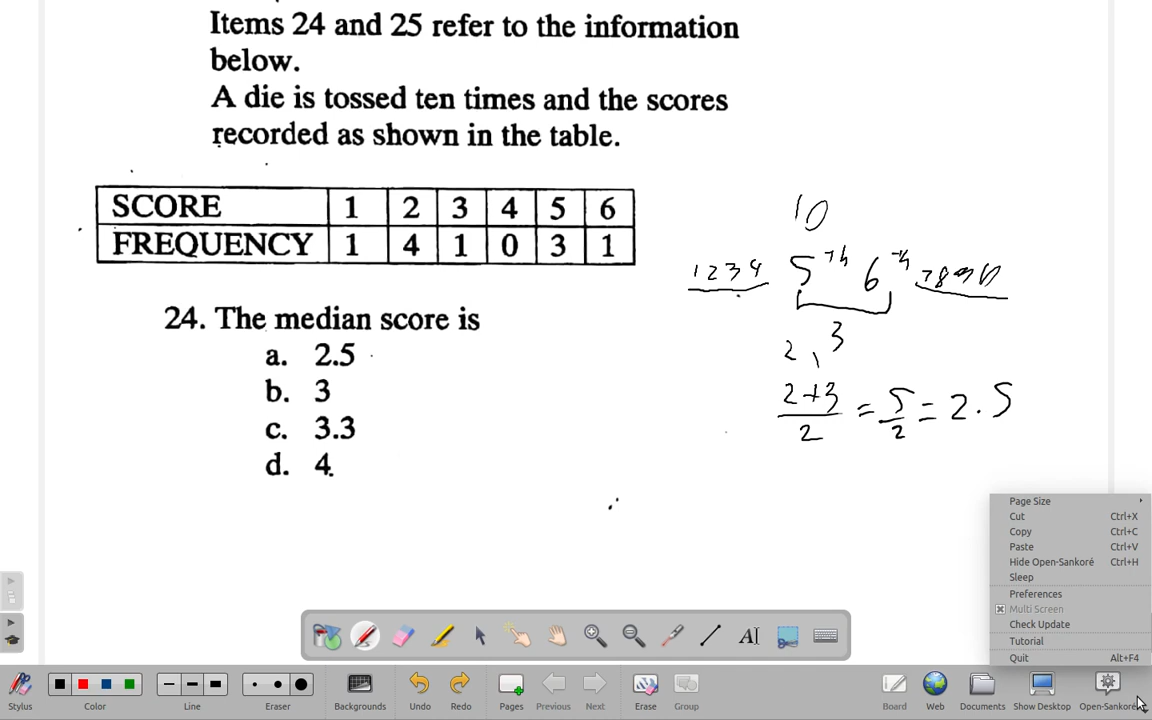 Items 24 and 25 refer to the information
below.
A die is tossed ten times and the scores
recorded as shown in the table.
SCORE 1 2 3 4 5 6
FREQUENCY 1 4 1 0 3 1
24. The median score is
a. 2.5
b. 3
c. 3.3
d. 4
10
1 2 3 4 5th 6th 7 8 9 10
2, 3
2+3
2
= 5
2
= 2.5
Page Size
Cut Ctrl+X
Copy Ctrl+C
Paste Ctrl+V
Hide Open-Sankoré Ctrl+H
Sleep
Preferences
Multi Screen
Check Update
Tutorial
Quit Alt+F4
Stylus Color Line Eraser Backgrounds Undo Redo Pages Previous Next Erase Group Board Web Documents Show Desktop Open-Sankoré